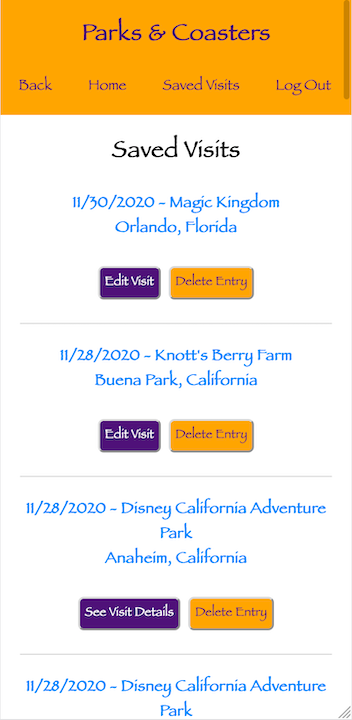 Parks & Coasters
Back Home Saved Visits Log Out
Saved Visits
11/30/2020 - Magic Kingdom
Orlando, Florida
Edit Visit Delete Entry
11/28/2020 - Knott's Berry Farm
Buena Park, California
Edit Visit Delete Entry
11/28/2020 - Disney California Adventure
Park
Anaheim, California
See Visit Details Delete Entry
11/28/2020 - Disney California Adventure
Park